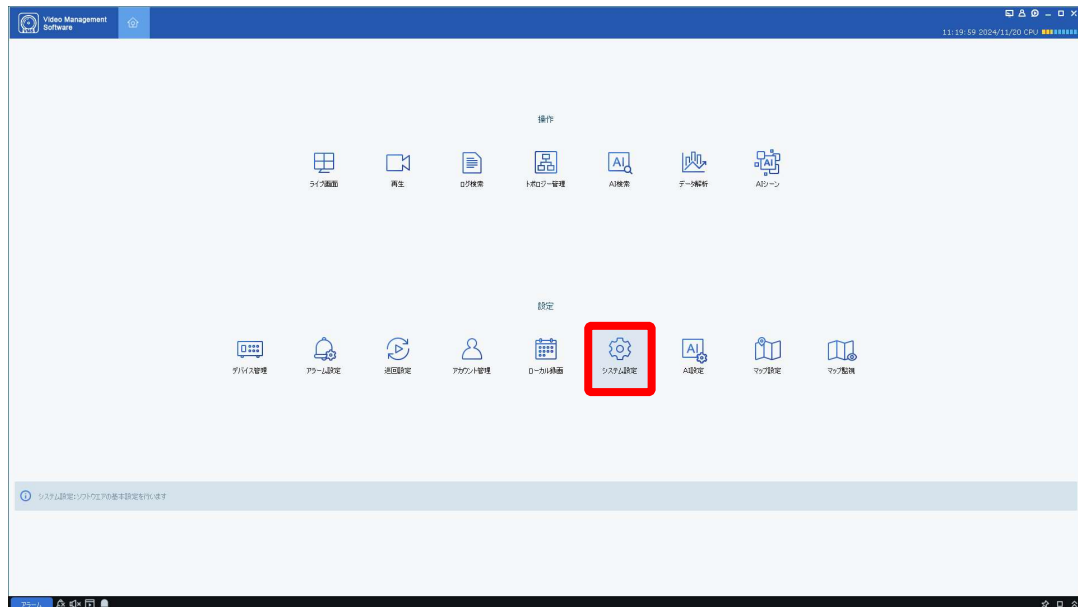 Video Management
Software
11:19:59 2024/11/20 CPU
操作
ライブ画面
再生
ログ検索
トポロジー管理
AI検索
データ解析
AIシーン
設定
デバイス管理
アラーム設定
巡回設定
アカウント管理
ローカル録画
システム設定
AI設定
マップ設定
マップ監視
システム設定:ソフトウエアの基本設定を行います
アラーム